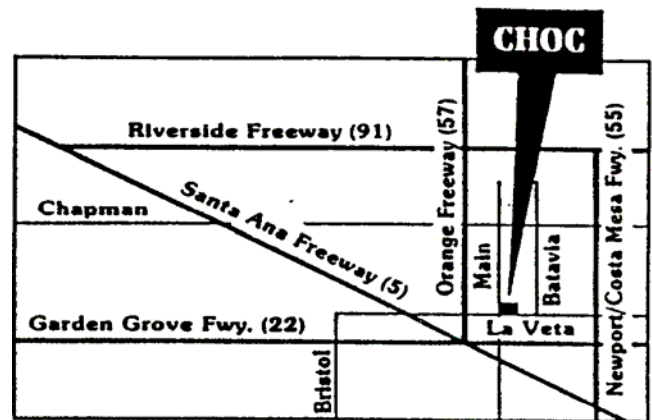 CHOC
Riverside Freeway (91)
Orange Freeway (57)
Newport/Costa Mesa Fwy. (55)
Santa Ana Freeway (5)
Chapman
Main
Batavia
Garden Grove Fwy. (22)
La Veta
Bristol